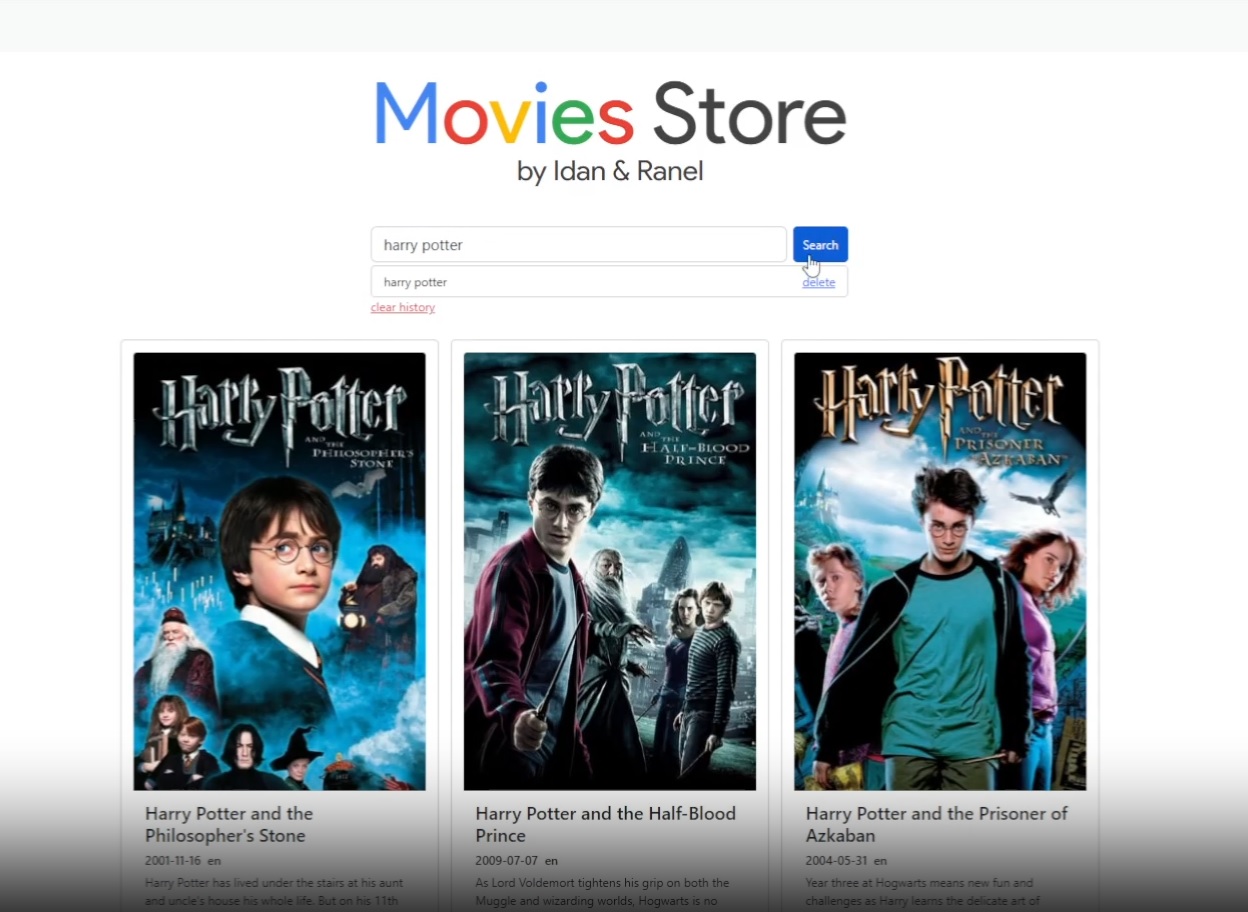 Movies Store
by Idan & Ranel
harry potter
Search
harry potter
delete
clear history
Harry Potter
AND THE
PHILOSOPHER'S
STONE
Harry Potter
AND THE
HALF-BLOOD
PRINCE
Harry Potter
AND THE
PRISONER
OF AZKABAN
Harry Potter and the
Philosopher's Stone
2001-11-16 en
Harry Potter has lived under the stairs at his aunt
and uncle's house his whole life. But on his 11th
Harry Potter and the Half-Blood
Prince
2009-07-07 en
As Lord Voldemort tightens his grip on both the
Muggle and wizarding worlds, Hogwarts is no
Harry Potter and the Prisoner of
Azkaban
2004-05-31 en
Year three at Hogwarts means new fun and
challenges as Harry learns the delicate art of